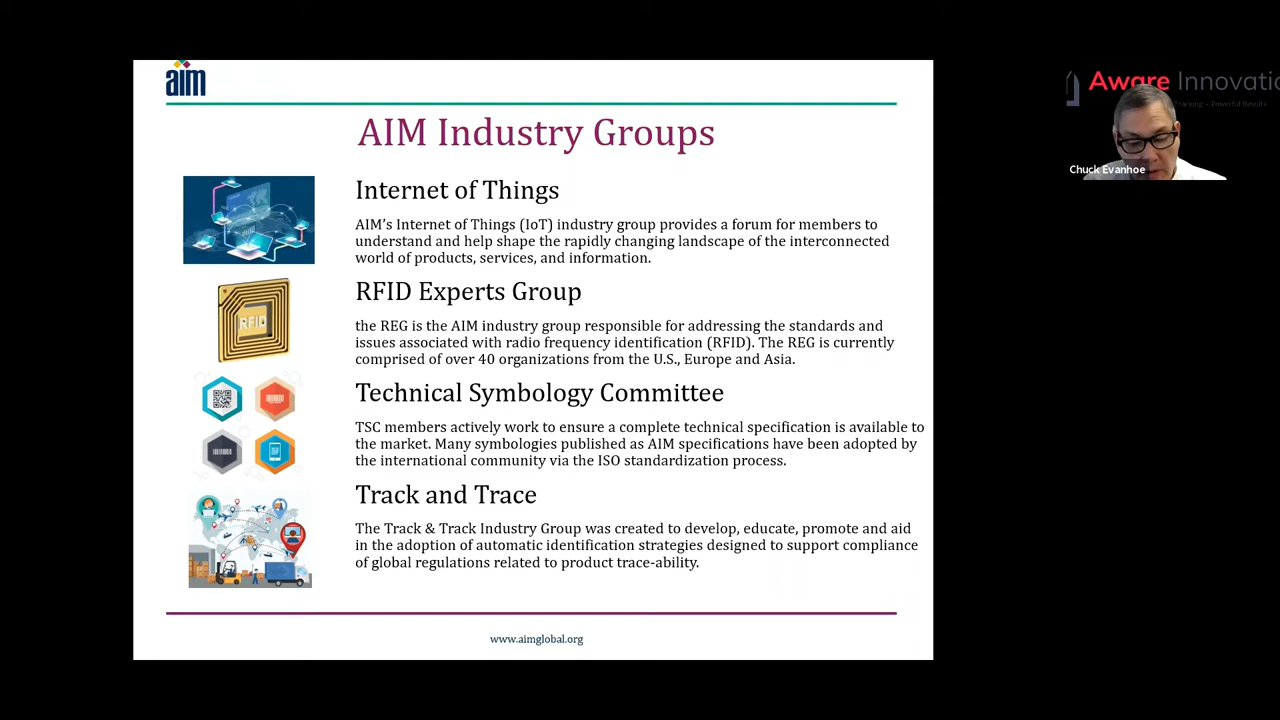 aim
AIM Industry Groups
Internet of Things
AIM's Internet of Things (IoT) industry group provides a forum for members to
understand and help shape the rapidly changing landscape of the interconnected
world of products, services, and information.
RFID
RFID Experts Group
the REG is the AIM industry group responsible for addressing the standards and
issues associated with radio frequency identification (RFID). The REG is currently
comprised of over 40 organizations from the U.S., Europe and Asia.
Technical Symbology Committee
TSC members actively work to ensure a complete technical specification is available to
the market. Many symbologies published as AIM specifications have been adopted by
the international community via the ISO standardization process.
Track and Trace
The Track & Track Industry Group was created to develop, educate, promote and aid
in the adoption of automatic identification strategies designed to support compliance
of global regulations related to product trace-ability.
www.aimglobal.org
Aware Innovatio
Tracking – Powerful Results
Chuck Evanhoe